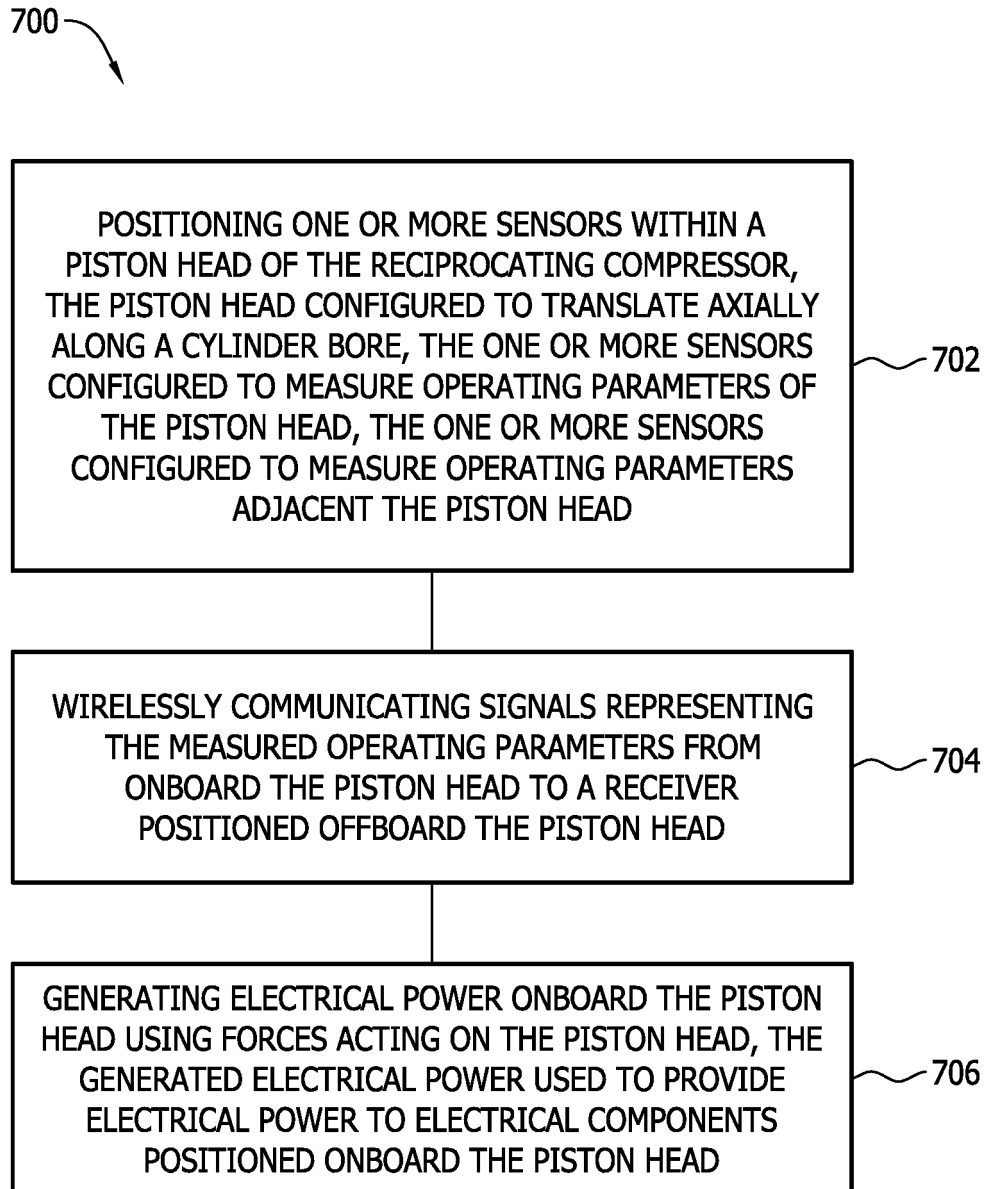 700
POSITIONING ONE OR MORE SENSORS WITHIN A
PISTON HEAD OF THE RECIPROCATING COMPRESSOR,
THE PISTON HEAD CONFIGURED TO TRANSLATE AXIALLY
ALONG A CYLINDER BORE, THE ONE OR MORE SENSORS
CONFIGURED TO MEASURE OPERATING PARAMETERS OF
THE PISTON HEAD, THE ONE OR MORE SENSORS
CONFIGURED TO MEASURE OPERATING PARAMETERS
ADJACENT THE PISTON HEAD
702
WIRELESSLY COMMUNICATING SIGNALS REPRESENTING
THE MEASURED OPERATING PARAMETERS FROM
ONBOARD THE PISTON HEAD TO A RECEIVER
POSITIONED OFFBOARD THE PISTON HEAD
704
GENERATING ELECTRICAL POWER ONBOARD THE PISTON
HEAD USING FORCES ACTING ON THE PISTON HEAD, THE
GENERATED ELECTRICAL POWER USED TO PROVIDE
ELECTRICAL POWER TO ELECTRICAL COMPONENTS
POSITIONED ONBOARD THE PISTON HEAD
706